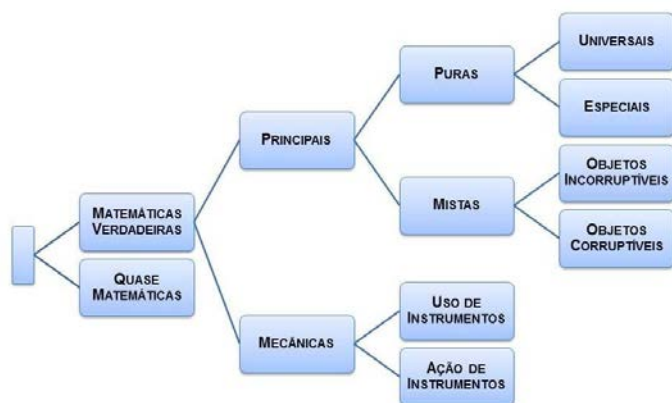 UNIVERSAIS
PURAS
ESPECIAIS
PRINCIPAIS
OBJETOS
INCORRUPTÍVEIS
MISTAS
OBJETOS
CORRUPTÍVEIS
MATEMÁTICAS
VERDADEIRAS
QUASE
MATEMÁTICAS
USO DE
INSTRUMENTOS
MECÂNICAS
AÇÃO DE
INSTRUMENTOS